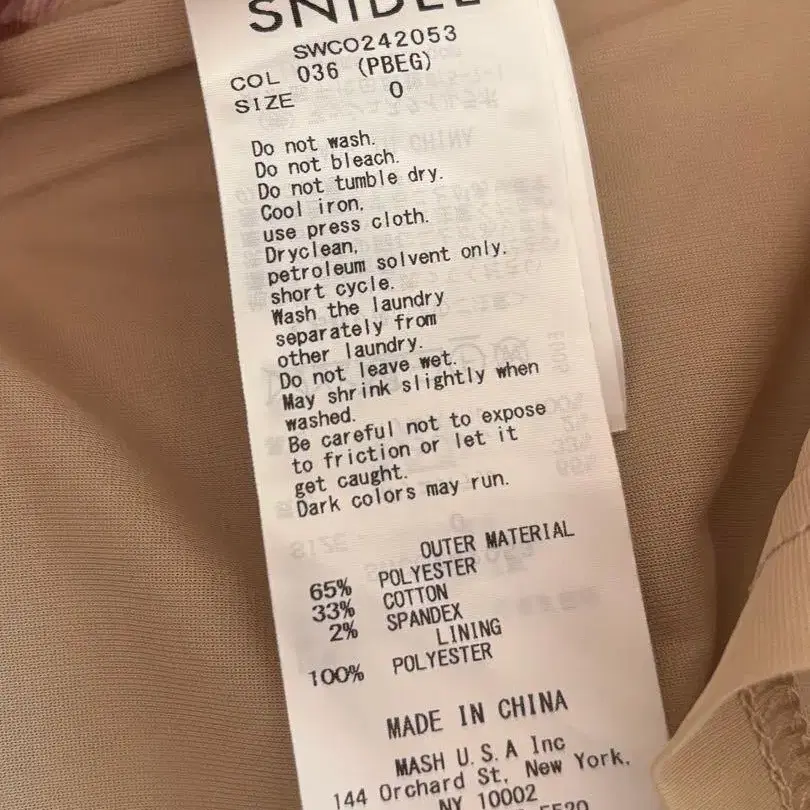 SNIDEL
SWCO242053
COL 036 (PBEG)
SIZE 0
Do not wash.
Do not bleach.
Do not tumble dry.
Cool iron,
use press cloth.
Dryclean,
petroleum solvent only.
short cycle.
Wash the laundry
separately from
other laundry.
Do not leave wet.
May shrink slightly when
washed.
Be careful not to expose
to friction or let it
get caught.
Dark colors may run.
OUTER MATERIAL
65% POLYESTER
33% COTTON
2% SPANDEX
LINING
100% POLYESTER
MADE IN CHINA
MASH U.S.A Inc
144 Orchard St, New York,
NY 10002